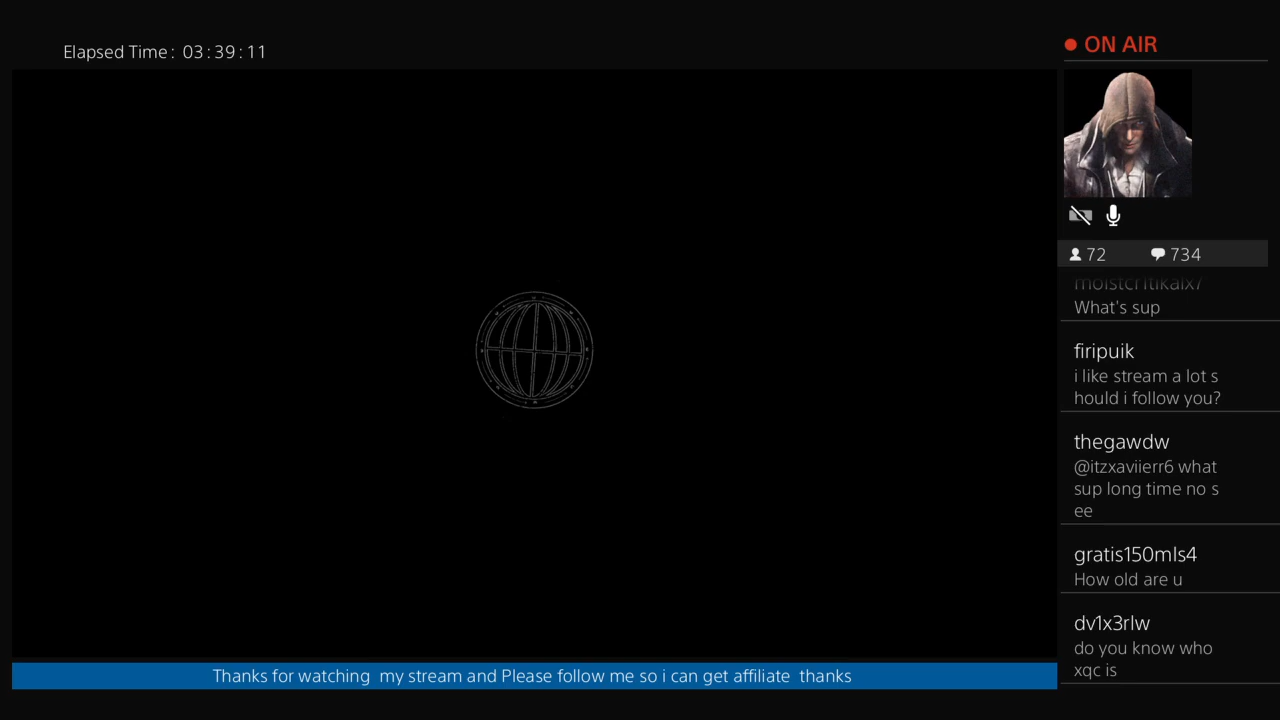 Elapsed Time: 03:39:11
ON AIR
72 734
moistcr1tikalx7
What's sup
firipuik
i like stream a lot s
hould i follow you?
thegawdw
@itzxaviierr6 what
sup long time no s
ee
gratis150mls4
How old are u
dv1x3rlw
do you know who
xqc is
Thanks for watching my stream and Please follow me so i can get affiliate thanks